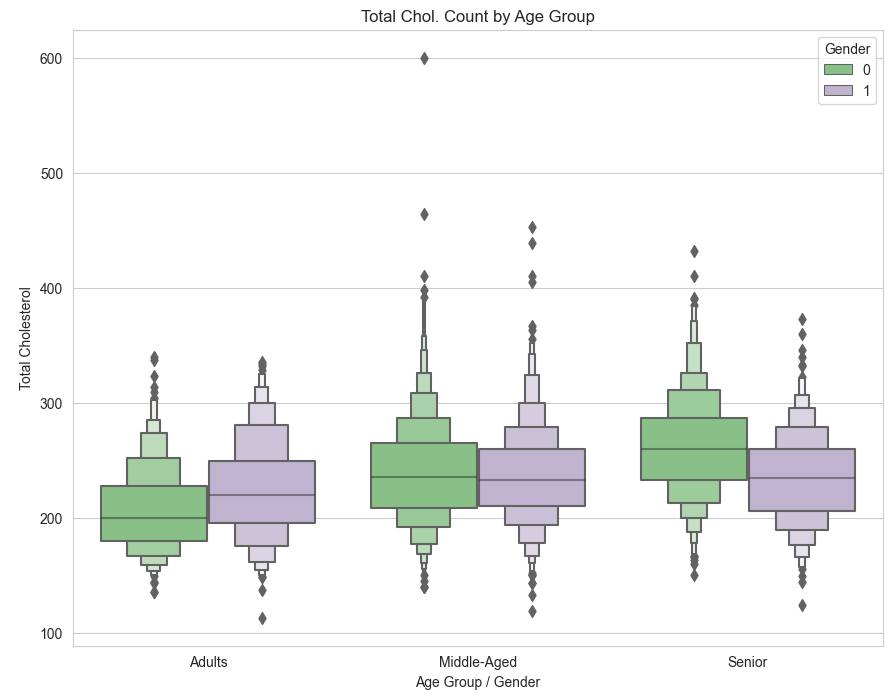 Total Chol. Count by Age Group
Gender
0
1
600
500
400
300
200
100
Total Cholesterol
Adults
Middle-Aged
Senior
Age Group / Gender